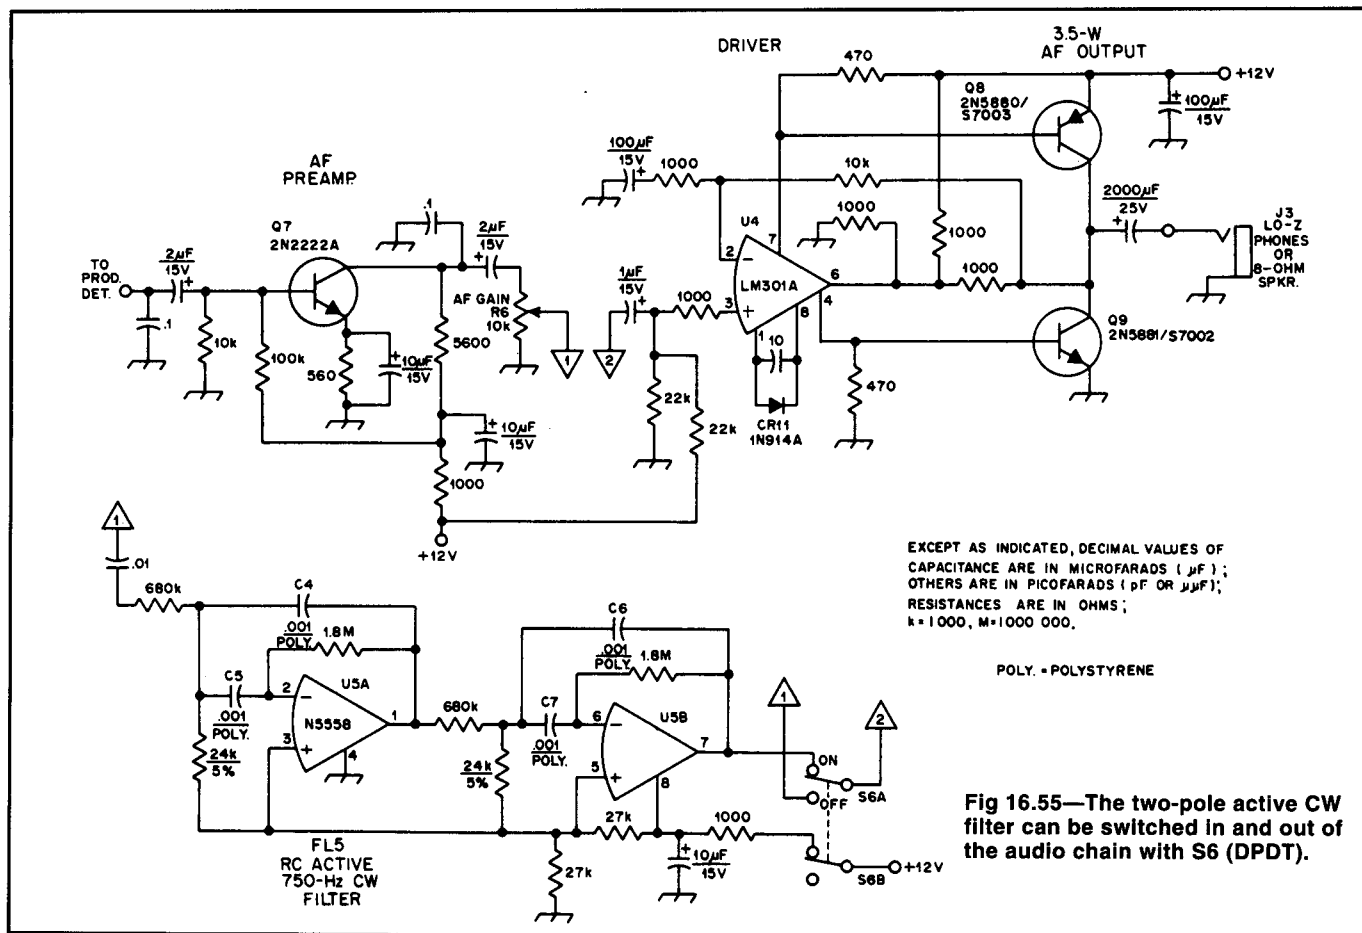 DRIVER
3.5-W
AF OUTPUT
470
+12V
Q8
2N5880/
S7003
+
100µF
15V
100µF
15V
+
1000
10k
1000
1000
1000
2000µF
25V
+
J3
LO-Z
PHONES
OR
8-OHM
SPKR.
AF
PREAMP.
Q7
2N2222A
.1
2µF
15V
+
TO
PROD.
DET.
2µF
15V
+
.1
10k
100k
560
+
10µF
15V
5600
AF GAIN
R6
10k
1
+
10µF
15V
1000
+12V
1µF
15V
+
2
1000
22k
22k
U4
LM301A
2
−
3
+
7
6
4
1
8
10
CR11
1N914A
470
Q9
2N5881/S7002
1
.01
680k
C4
.001
POLY.
1.8M
C5
.001
POLY.
2
−
3
+
U5A
N5558
1
4
24k
5%
680k
24k
5%
C6
.001
POLY.
1.8M
C7
.001
POLY.
6
−
5
+
U5B
7
8
27k
27k
+
10µF
15V
1000
1
2
ON
OFF
S6A
S6B
+12V
FL5
RC ACTIVE
750-Hz CW
FILTER
EXCEPT AS INDICATED, DECIMAL VALUES OF
CAPACITANCE ARE IN MICROFARADS ( µF ) ;
OTHERS ARE IN PICOFARADS ( pF OR µµF);
RESISTANCES ARE IN OHMS ;
k=1000, M=1000 000.
POLY. = POLYSTYRENE
Fig 16.55—The two-pole active CW
filter can be switched in and out of
the audio chain with S6 (DPDT).